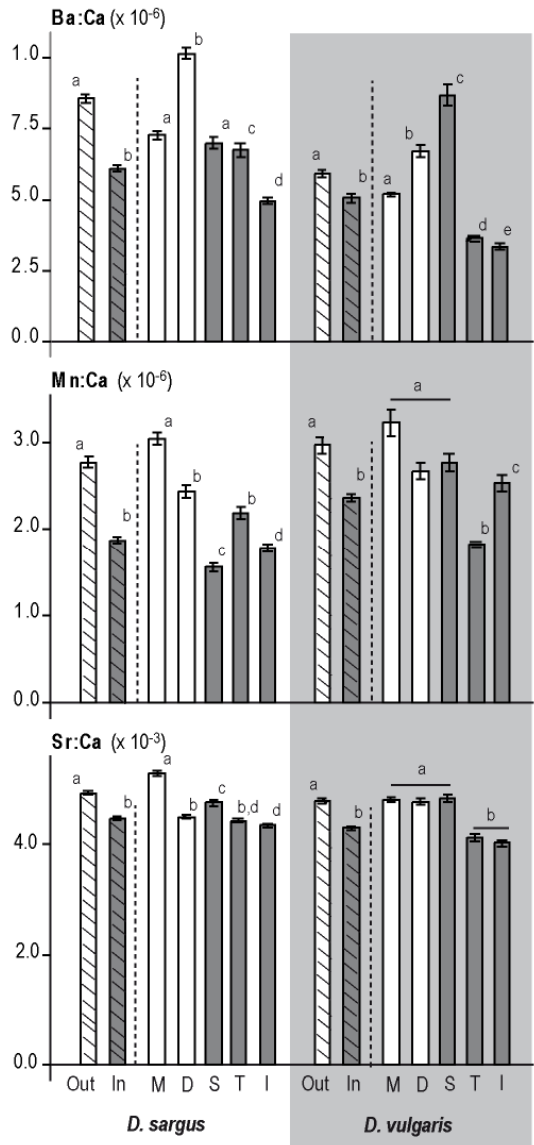 Ba:Ca (x 10-6)
1.0
7.5
5.0
2.5
0.0
a b a b a c d a b a b c d e
Mn:Ca (x 10-6)
3.0
2.0
1.0
0.0
a b a b c b d a b a b c
Sr:Ca (x 10-3)
4.0
2.0
0.0
a b a b c b,d d a b a b
Out In M D S T I Out In M D S T I
D. sargus D. vulgaris